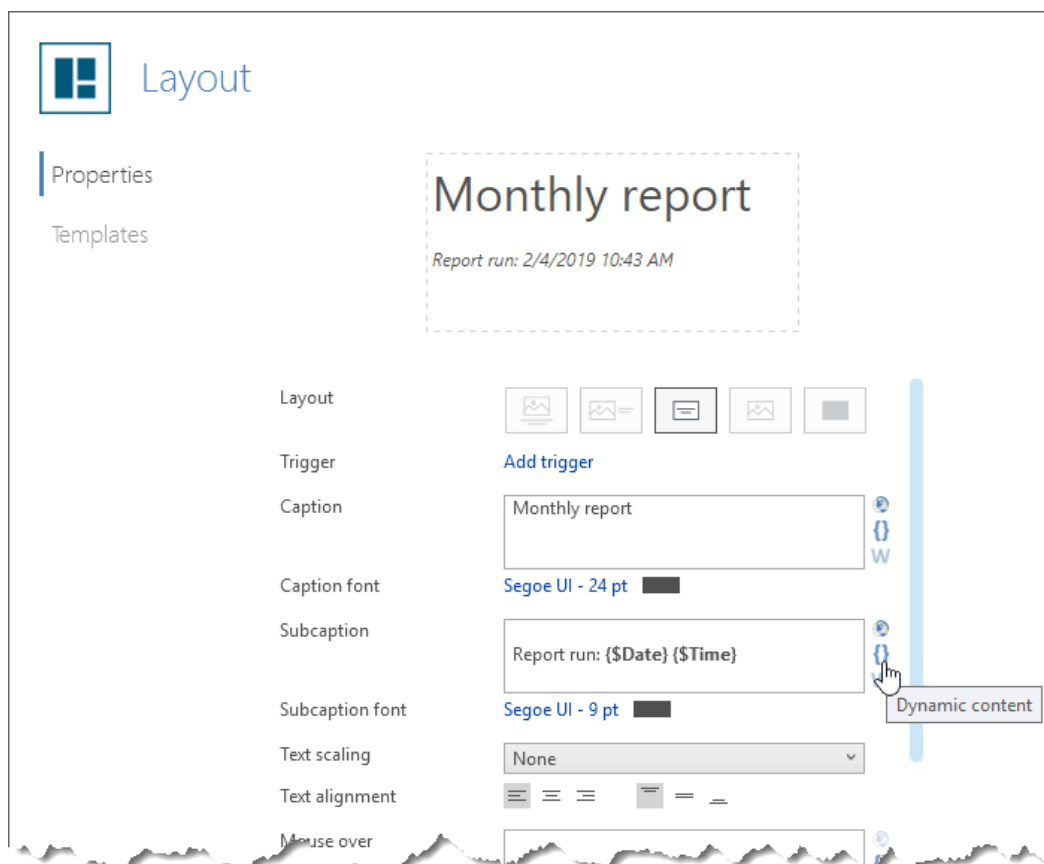 Layout
Properties
Templates
Monthly report
Report run: 2/4/2019 10:43 AM
Layout
Trigger Add trigger
Caption Monthly report
{}
W
Caption font Segoe UI - 24 pt
Subcaption
Report run: {$Date} {$Time}
{}
Dynamic content
Subcaption font Segoe UI - 9 pt
Text scaling None
Text alignment
Mouse over